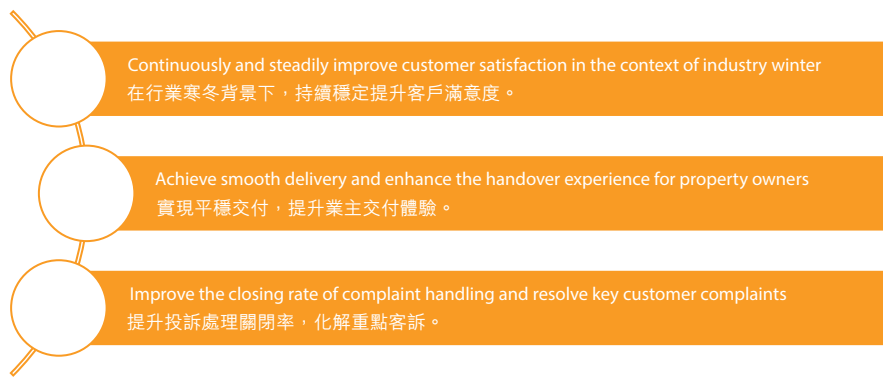 Continuously and steadily improve customer satisfaction in the context of industry winter
在行業寒冬背景下，持續穩定提升客戶滿意度。
Achieve smooth delivery and enhance the handover experience for property owners
實現平穩交付，提升業主交付體驗。
Improve the closing rate of complaint handling and resolve key customer complaints
提升投訴處理關閉率，化解重點客訴。